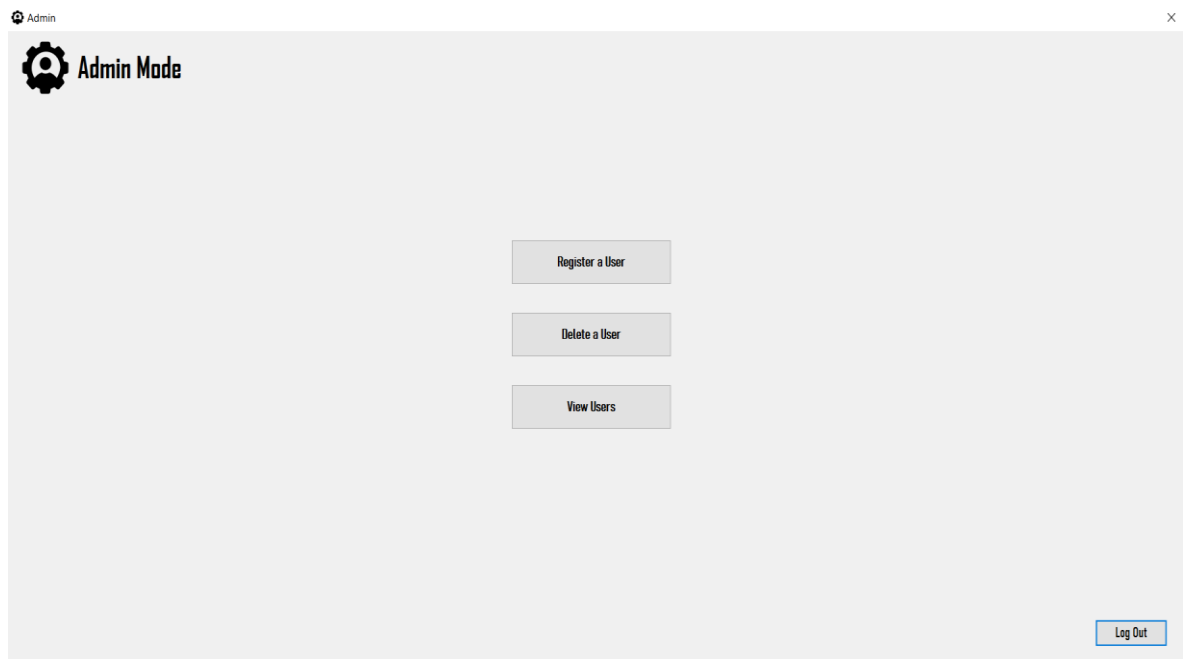 Admin
Admin Mode
Register a User
Delete a User
View Users
Log Out